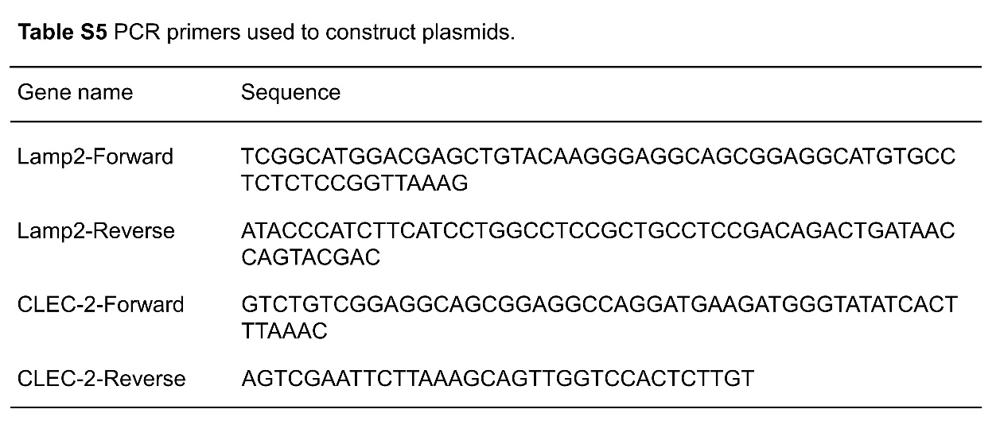 Table S5 PCR primers used to construct plasmids.
Gene name Sequence
Lamp2-Forward TCGGCATGGACGAGCTGTACAAGGGAGGCAGCGGAGGCATGTGCC
TCTCTCCGGTTAAAG
Lamp2-Reverse ATACCCATCTTCATCCTGGCCTCCGCTGCCTCCGACAGACTGATAAC
CAGTACGAC
CLEC-2-Forward GTCTGTCGGAGGCAGCGGAGGCCAGGATGAAGATGGGTATATCACT
TTAAAC
CLEC-2-Reverse AGTCGAATTCTTAAAGCAGTTGGTCCACTCTTGT